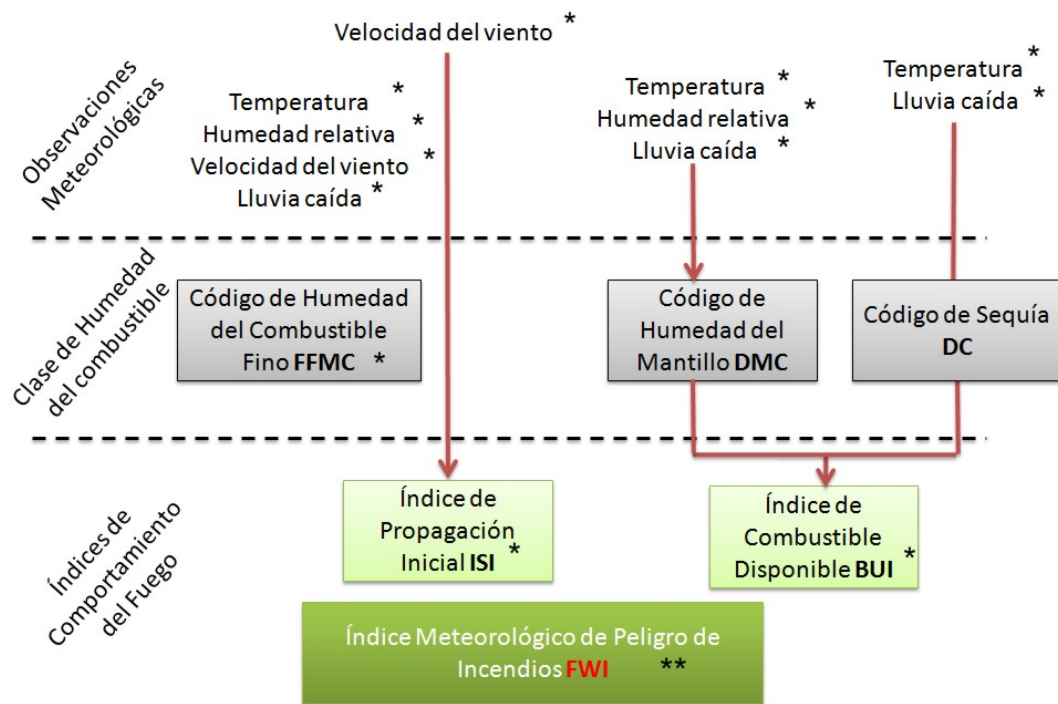 Observaciones
Meteorológicas
Velocidad del viento *
Temperatura *
Humedad relativa *
Velocidad del viento *
Lluvia caída *
Temperatura *
Humedad relativa *
Lluvia caída *
Temperatura *
Lluvia caída *
Clase de Humedad
del combustible
Código de Humedad
del Combustible
Fino FFMC *
Código de
Humedad del
Mantillo DMC
Código de Sequía
DC
Índices de
Comportamiento
del Fuego
Índice de
Propagación
Inicial ISI *
Índice de
Combustible
Disponible BUI *
Índice Meteorológico de Peligro de
Incendios FWI **